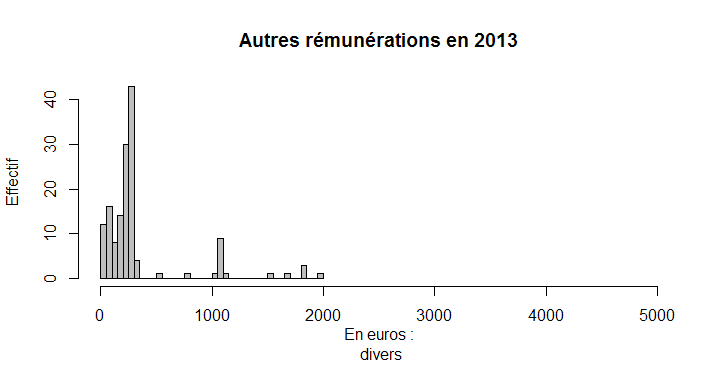 Autres rémunérations en 2013
Effectif
40
30
20
10
0
0 1000 2000 3000 4000 5000
En euros :
divers